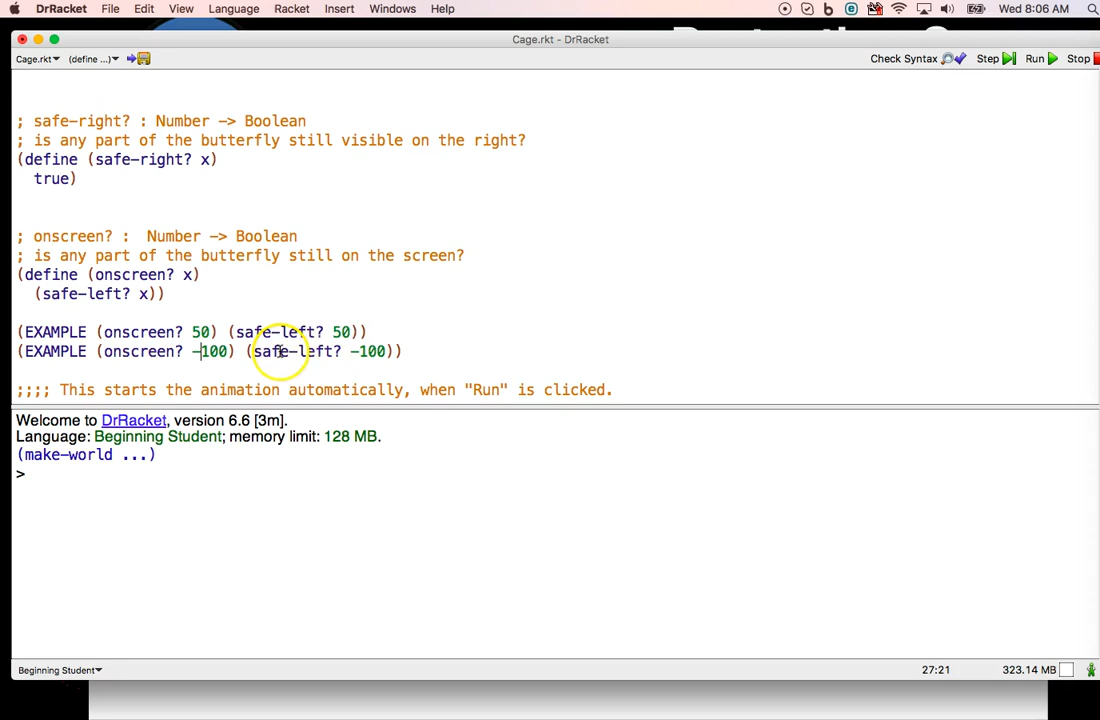 DrRacket File Edit View Language Racket Insert Windows Help Wed 8:06 AM
Cage.rkt - DrRacket
Cage.rkt (define ...) Check Syntax Step Run Stop
; safe-right? : Number -> Boolean
; is any part of the butterfly still visible on the right?
(define (safe-right? x)
true)
; onscreen? : Number -> Boolean
; is any part of the butterfly still on the screen?
(define (onscreen? x)
(safe-left? x))
(EXAMPLE (onscreen? 50) (safe-left? 50))
(EXAMPLE (onscreen? -100) (safe-left? -100))
;;;; This starts the animation automatically, when "Run" is clicked.
Welcome to DrRacket, version 6.6 [3m].
Language: Beginning Student; memory limit: 128 MB.
(make-world ...)
>
Beginning Student 27:21 323.14 MB